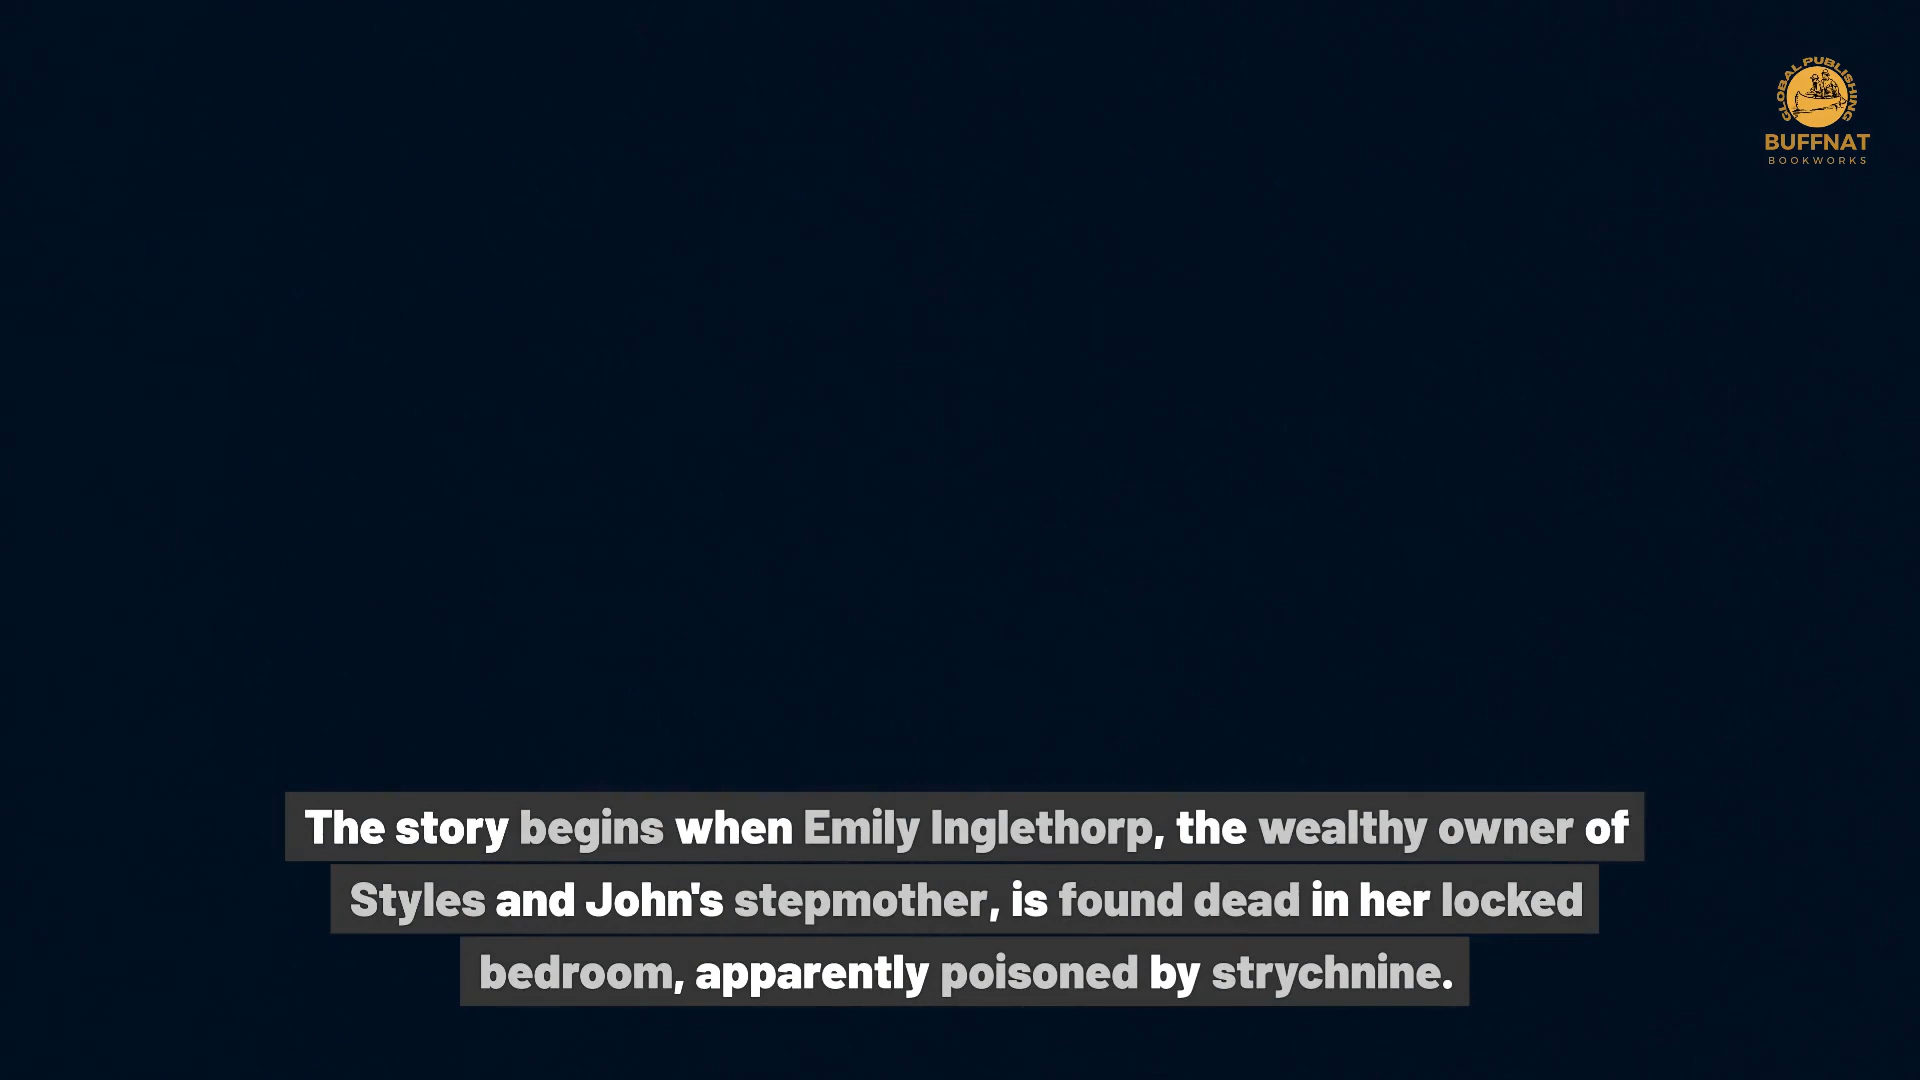 GLOBAL PUBLISHING
BUFFNAT
BOOKWORKS
The story begins when Emily Inglethorp, the wealthy owner of
Styles and John's stepmother, is found dead in her locked
bedroom, apparently poisoned by strychnine.